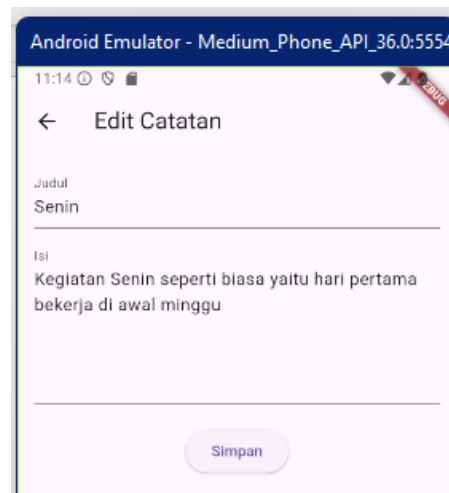 Android Emulator - Medium_Phone_API_36.0:5554
11:14
DEBUG
Edit Catatan
Judul
Senin
Isi
Kegiatan Senin seperti biasa yaitu hari pertama
bekerja di awal minggu
Simpan